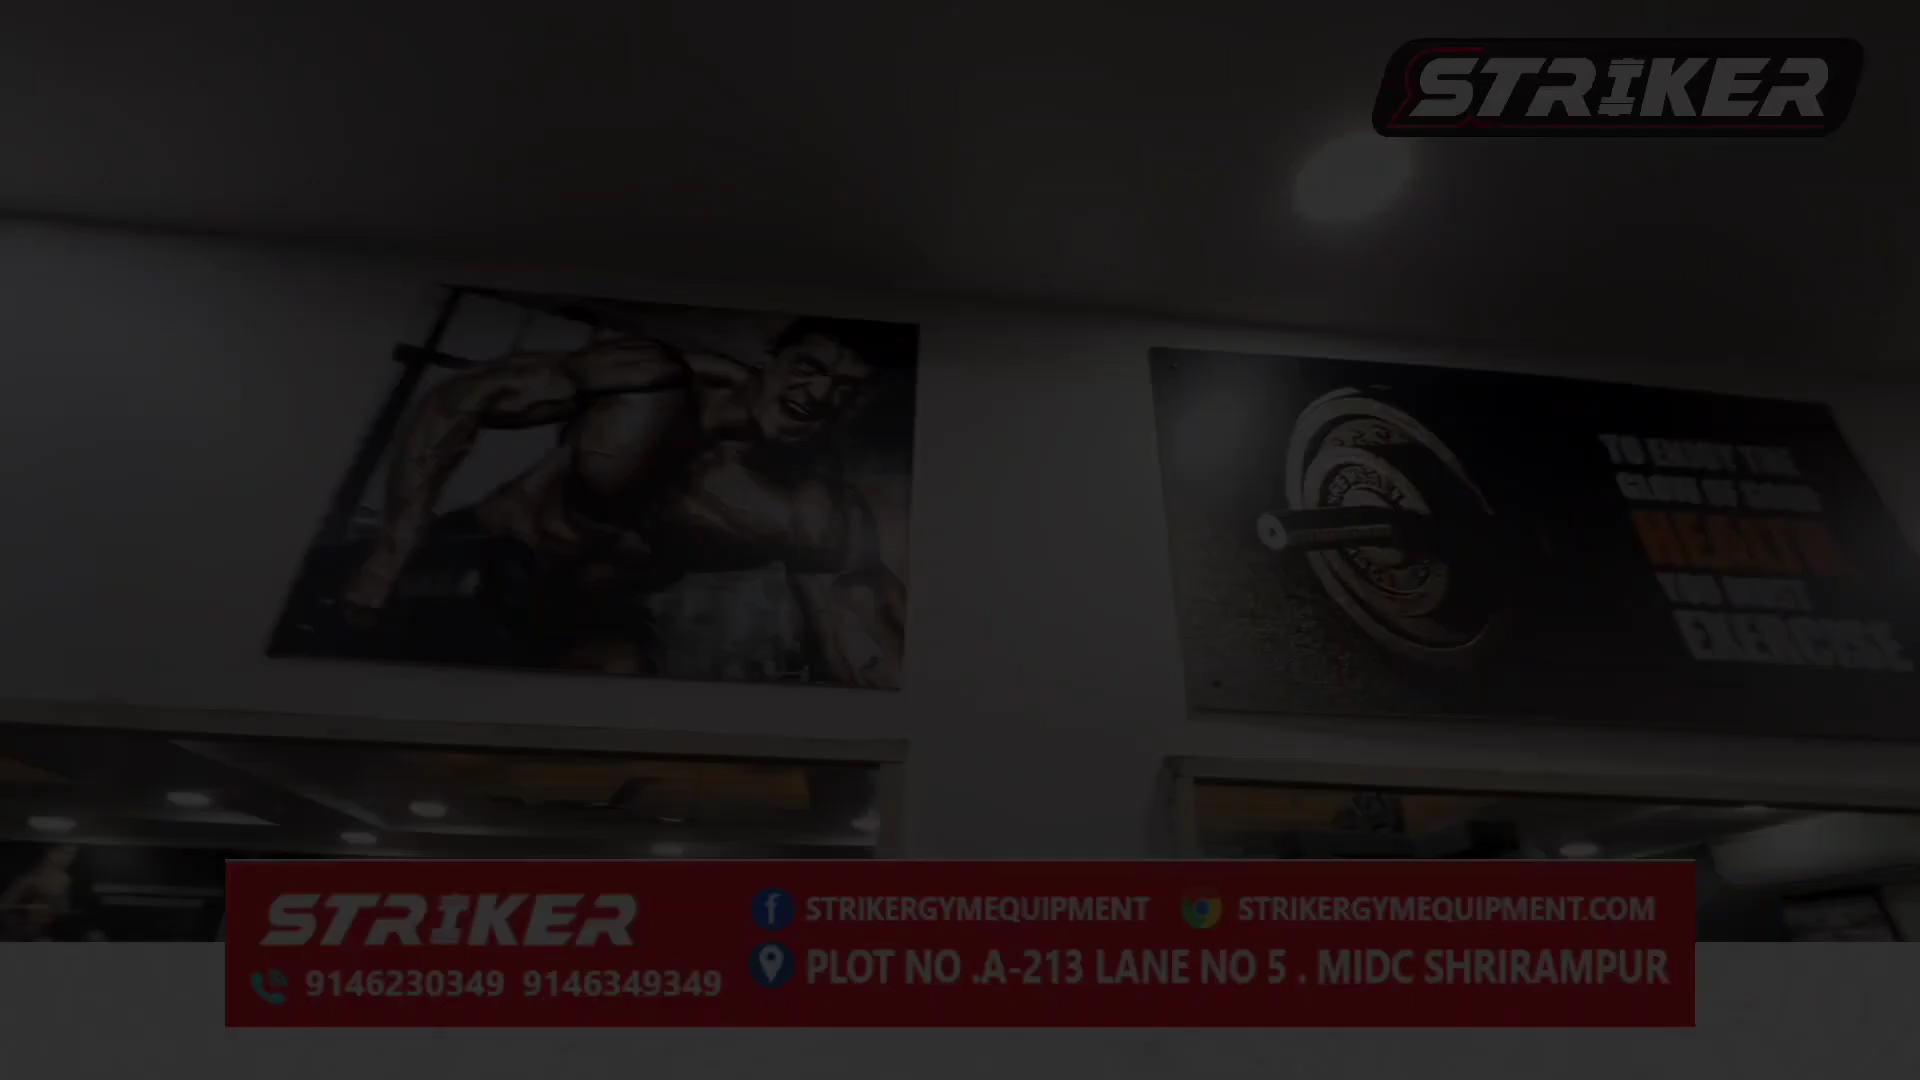 STRIKER
TO ENJOY THE
GLOW OF GOOD
HEALTH
YOU MUST
EXERCISE
STRIKER
9146230349 9146349349
STRIKERGYMEQUIPMENT
STRIKERGYMEQUIPMENT.COM
PLOT NO .A-213 LANE NO 5 . MIDC SHRIRAMPUR